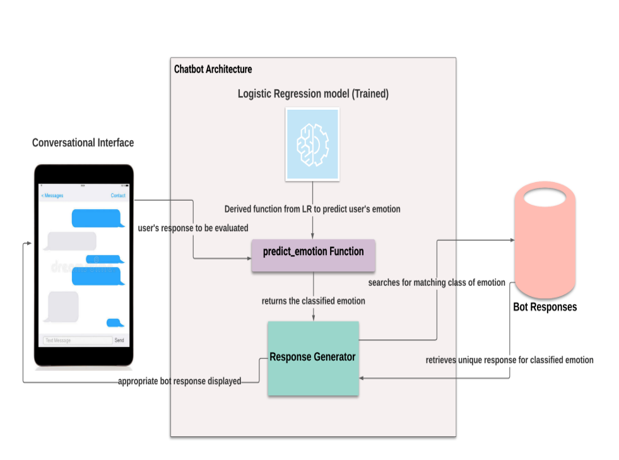 Chatbot Architecture
Logistic Regression model (Trained)
Conversational Interface
Messages
Contact
Derived function from LR to predict user's emotion
user's response to be evaluated
predict_emotion Function
searches for matching class of emotion
returns the classified emotion
Bot Responses
Text Message
Send
Response Generator
retrieves unique response for classified emotion
appropriate bot response displayed